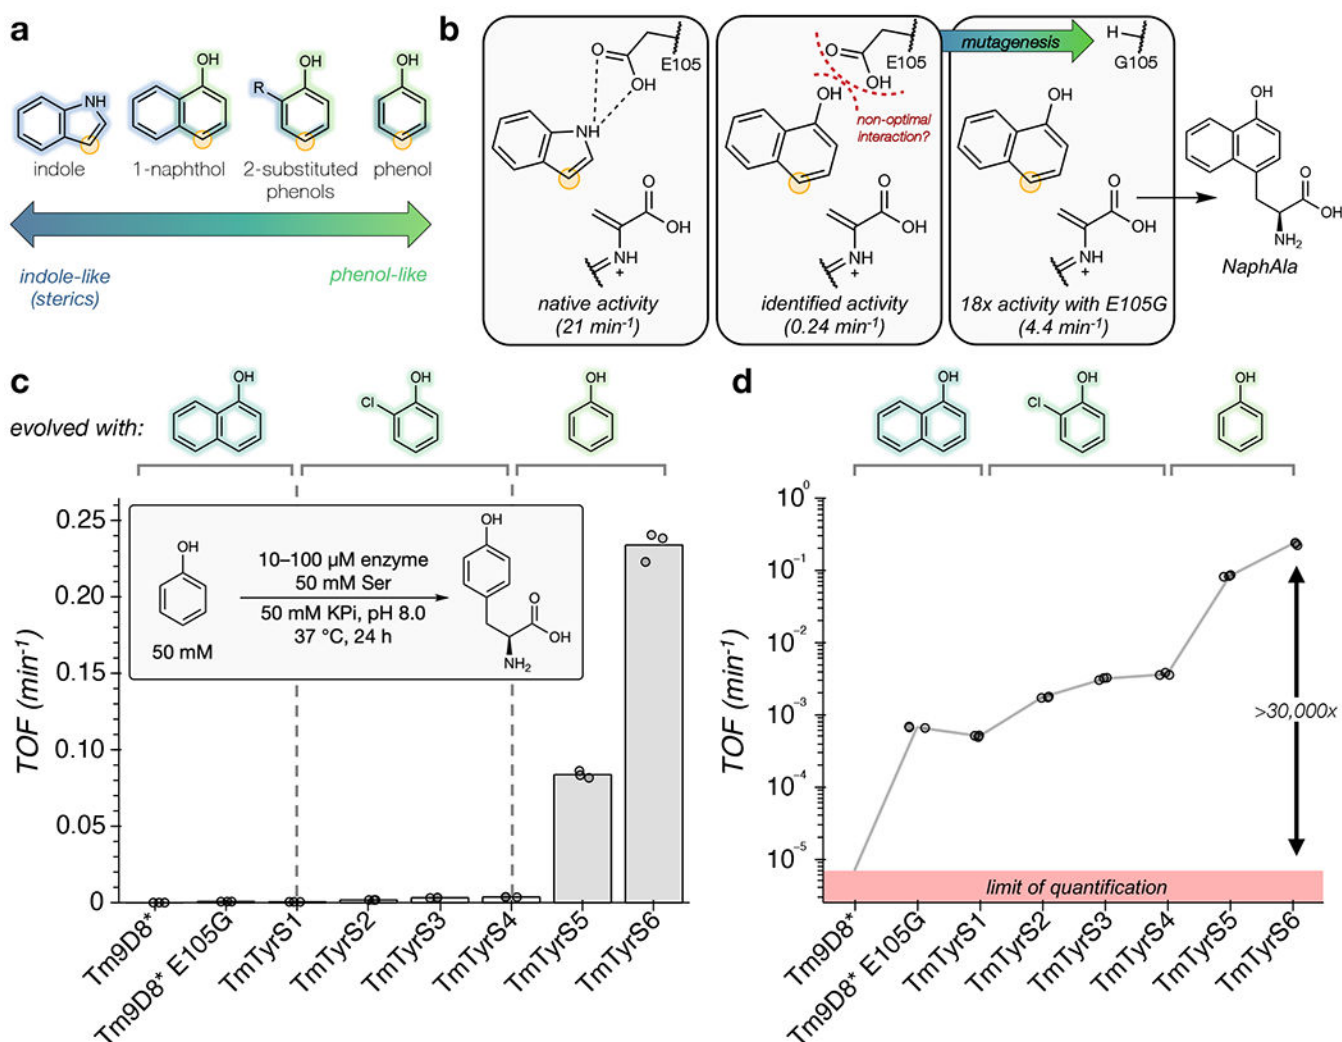 a
OH
OH
OH
R
NH
indole
1-naphthol
2-substituted
phenols
phenol
indole-like
(sterics)
phenol-like
b
O
OH
E105
NH
O
OH
NH
+
native activity
(21 min⁻¹)
O
OH
E105
OH
non-optimal
interaction?
O
OH
NH
+
identified activity
(0.24 min⁻¹)
mutagenesis
H
G105
OH
O
OH
NH
+
18x activity with E105G
(4.4 min⁻¹)
OH
O
OH
NH₂
NaphAla
c
evolved with:
OH
Cl
OH
OH
TOF (min⁻¹)
0.25
0.20
0.15
0.10
0.05
0
OH
50 mM
10–100 µM enzyme
50 mM Ser
50 mM KPi, pH 8.0
37 °C, 24 h
OH
O
OH
NH₂
Tm9D8*
Tm9D8* E105G
TmTyrS1
TmTyrS2
TmTyrS3
TmTyrS4
TmTyrS5
TmTyrS6
d
OH
Cl
OH
OH
TOF (min⁻¹)
10⁰
10⁻¹
10⁻²
10⁻³
10⁻⁴
10⁻⁵
>30,000x
limit of quantification
Tm9D8*
Tm9D8* E105G
TmTyrS1
TmTyrS2
TmTyrS3
TmTyrS4
TmTyrS5
TmTyrS6